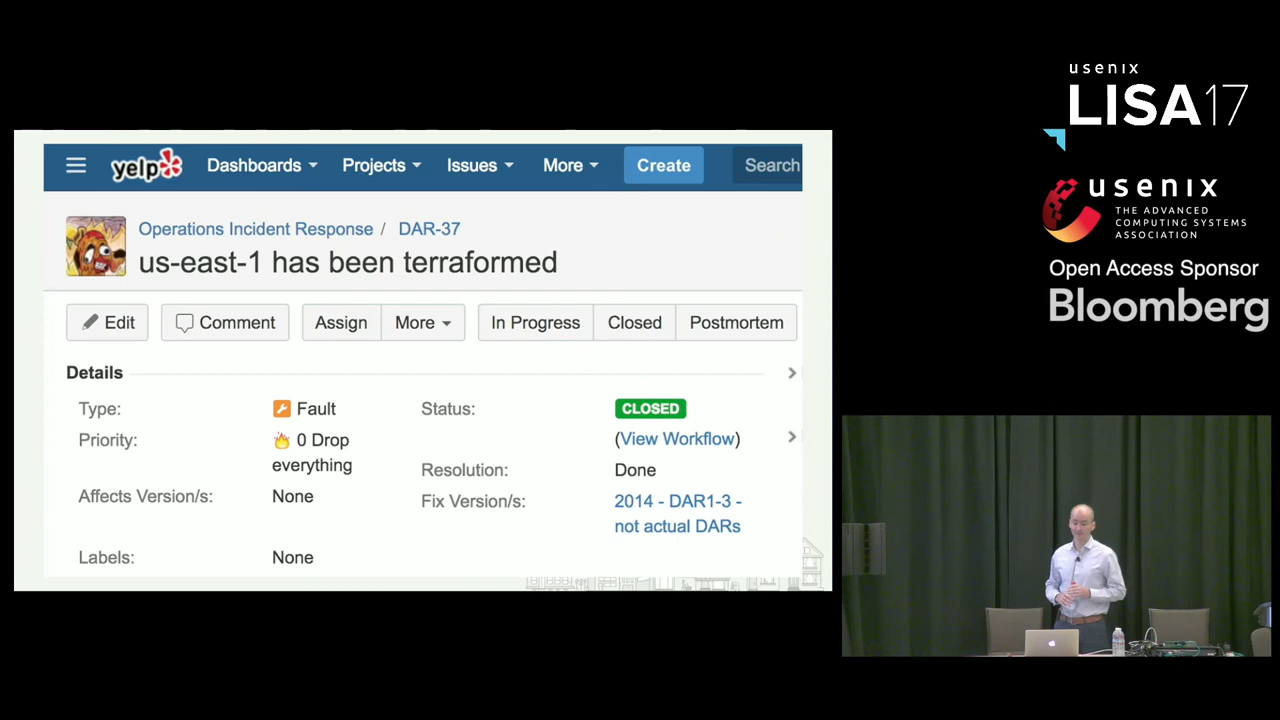 yelp
Dashboards
Projects
Issues
More
Create
Search
Operations Incident Response / DAR-37
us-east-1 has been terraformed
Edit
Comment
Assign
More
In Progress
Closed
Postmortem
Details
Type:
Fault
Status:
CLOSED
(View Workflow)
Priority:
0 Drop
everything
Resolution:
Done
Affects Version/s:
None
Fix Version/s:
2014 - DAR1-3 -
not actual DARs
Labels:
None
usenix
LISA17
usenix
THE ADVANCED
COMPUTING SYSTEMS
ASSOCIATION
Open Access Sponsor
Bloomberg